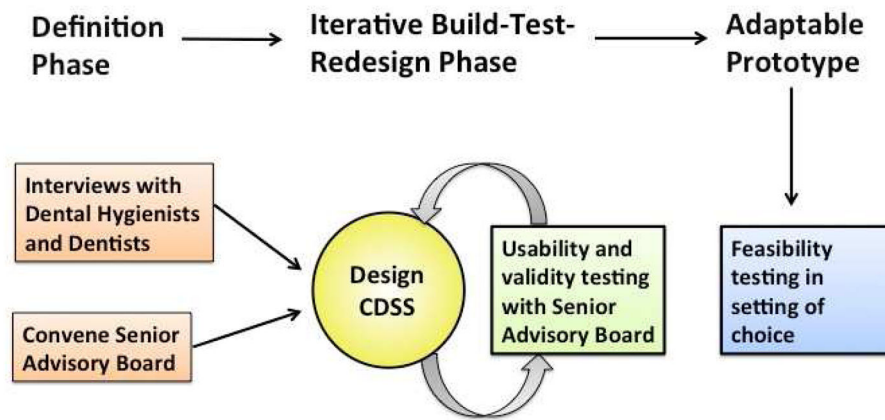 Definition
Phase
Iterative Build-Test-
Redesign Phase
Adaptable
Prototype
Interviews with
Dental Hygienists
and Dentists
Convene Senior
Advisory Board
Design
CDSS
Usability and
validity testing
with Senior
Advisory Board
Feasibility
testing in
setting of
choice